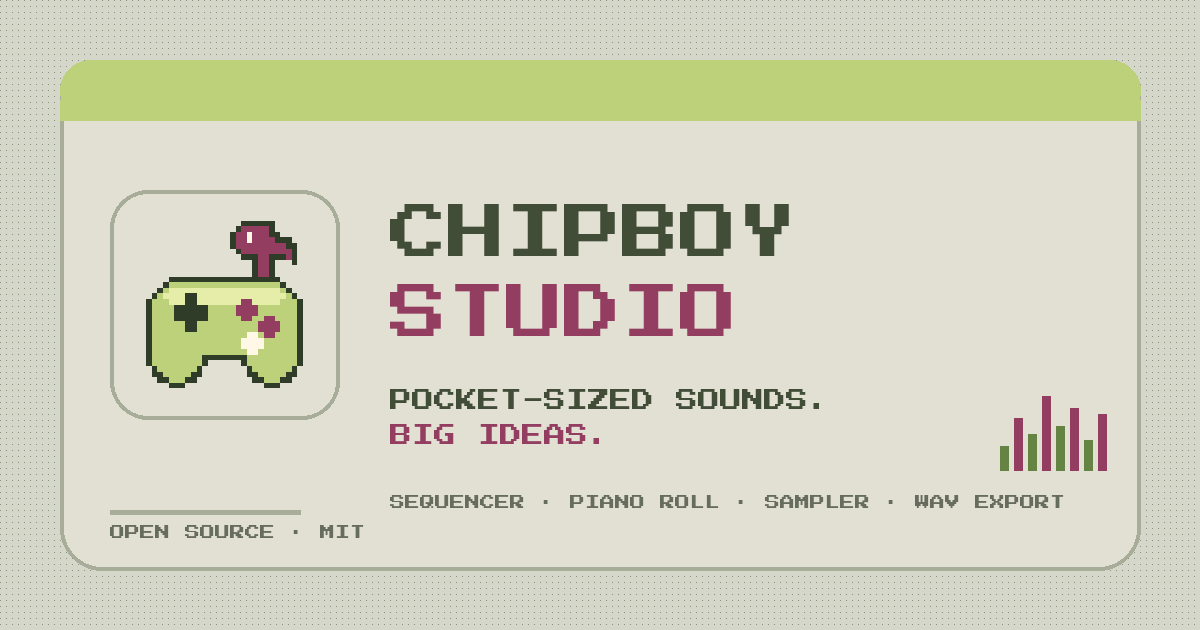 CHIPBOY
STUDIO
POCKET-SIZED SOUNDS.
BIG IDEAS.
SEQUENCER · PIANO ROLL · SAMPLER · WAV EXPORT
OPEN SOURCE · MIT